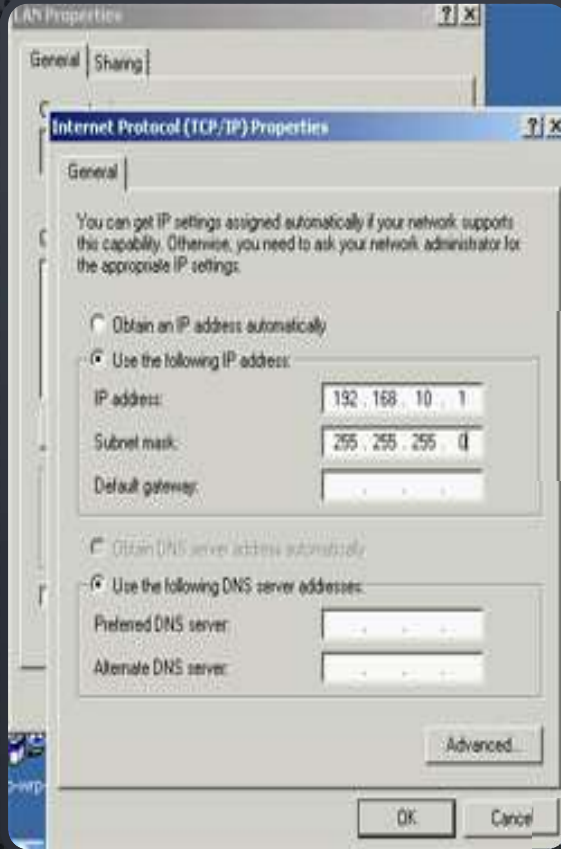 LAN Properties
General Sharing
Internet Protocol (TCP/IP) Properties
General
You can get IP settings assigned automatically if your network supports
this capability. Otherwise, you need to ask your network administrator for
the appropriate IP settings.
Obtain an IP address automatically
Use the following IP address:
IP address: 192 . 168 . 10 . 1
Subnet mask: 255 . 255 . 255 . 0
Default gateway:
Obtain DNS server address automatically
Use the following DNS server addresses:
Preferred DNS server:
Alternate DNS server:
Advanced...
OK Cancel